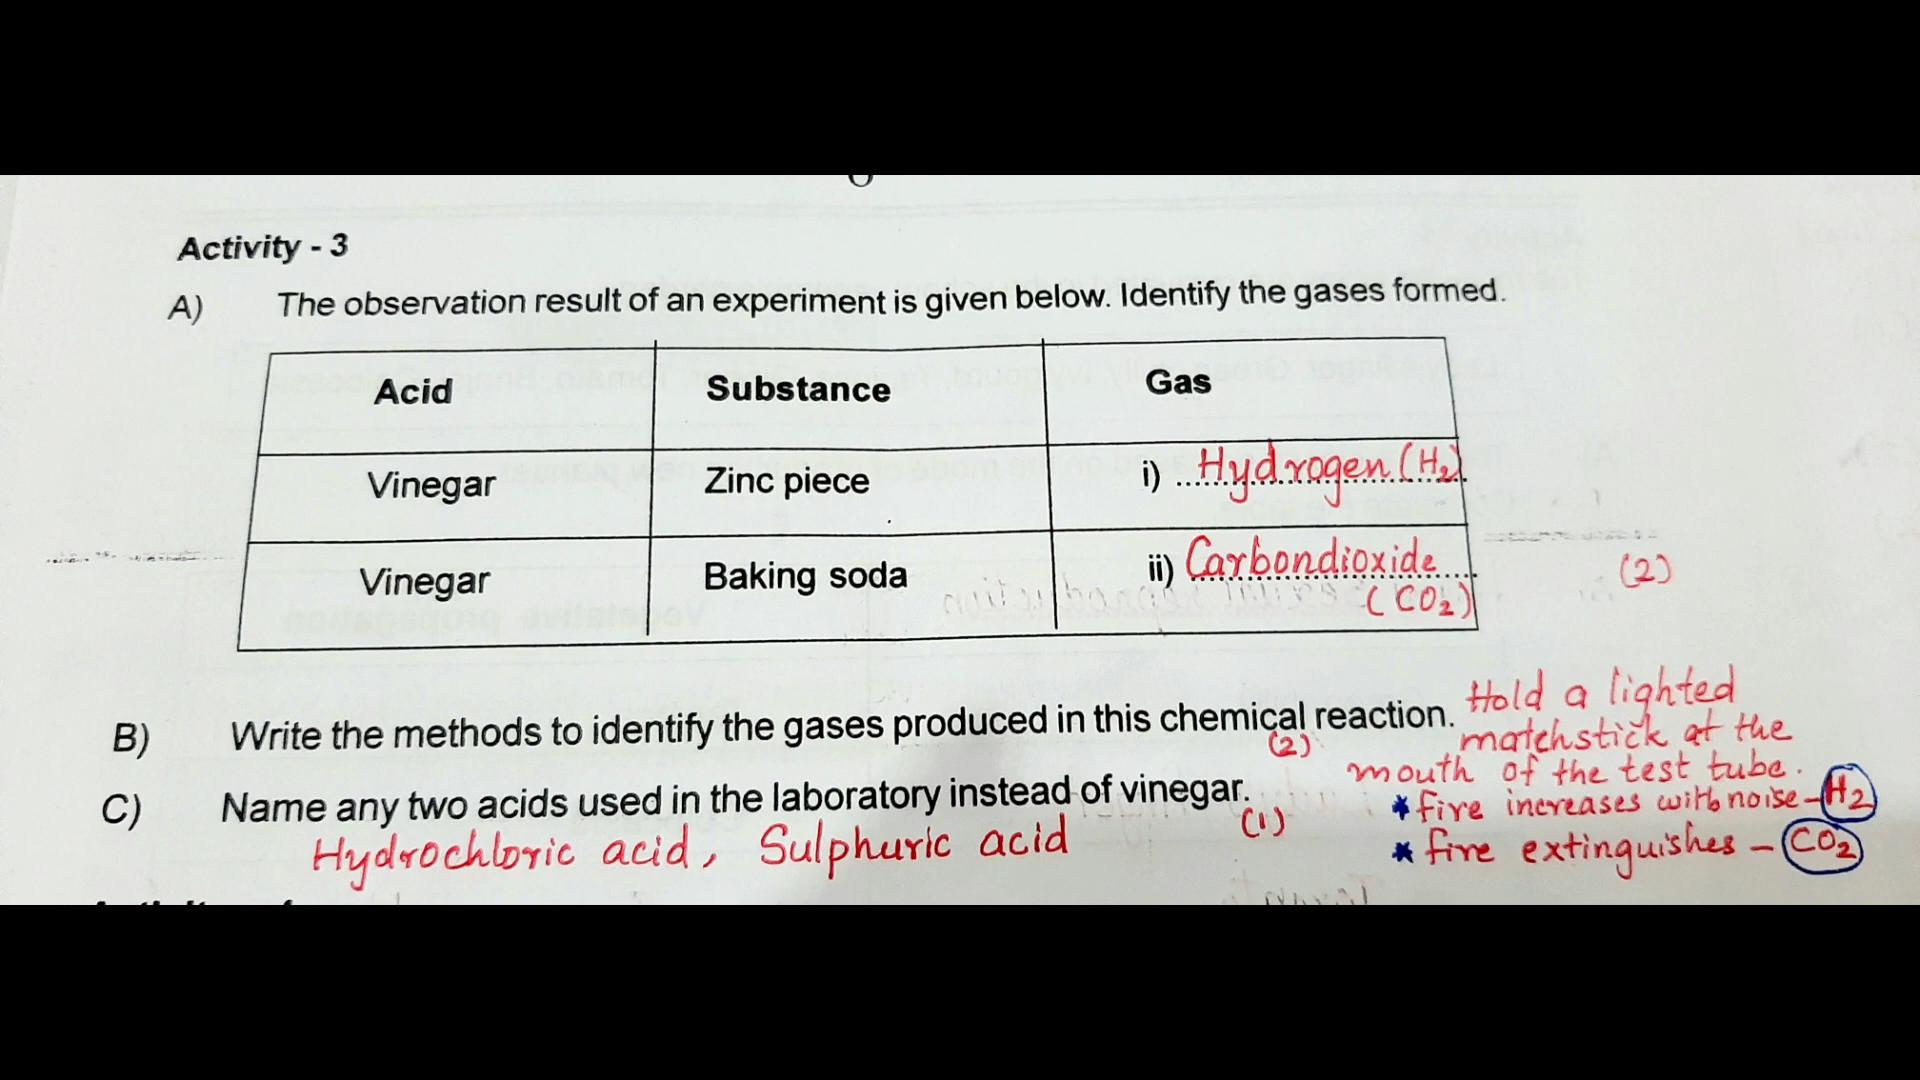 Activity - 3
A) The observation result of an experiment is given below. Identify the gases formed.
Acid Substance Gas
Vinegar Zinc piece i) Hydrogen (H₂)
Vinegar Baking soda ii) Carbondioxide
(CO₂)
(2)
B) Write the methods to identify the gases produced in this chemical reaction.
(2)
Hold a lighted
matchstick at the
mouth of the test tube.
* fire increases with noise - H₂
* fire extinguishes - CO₂
C) Name any two acids used in the laboratory instead of vinegar.
(1)
Hydrochloric acid, Sulphuric acid